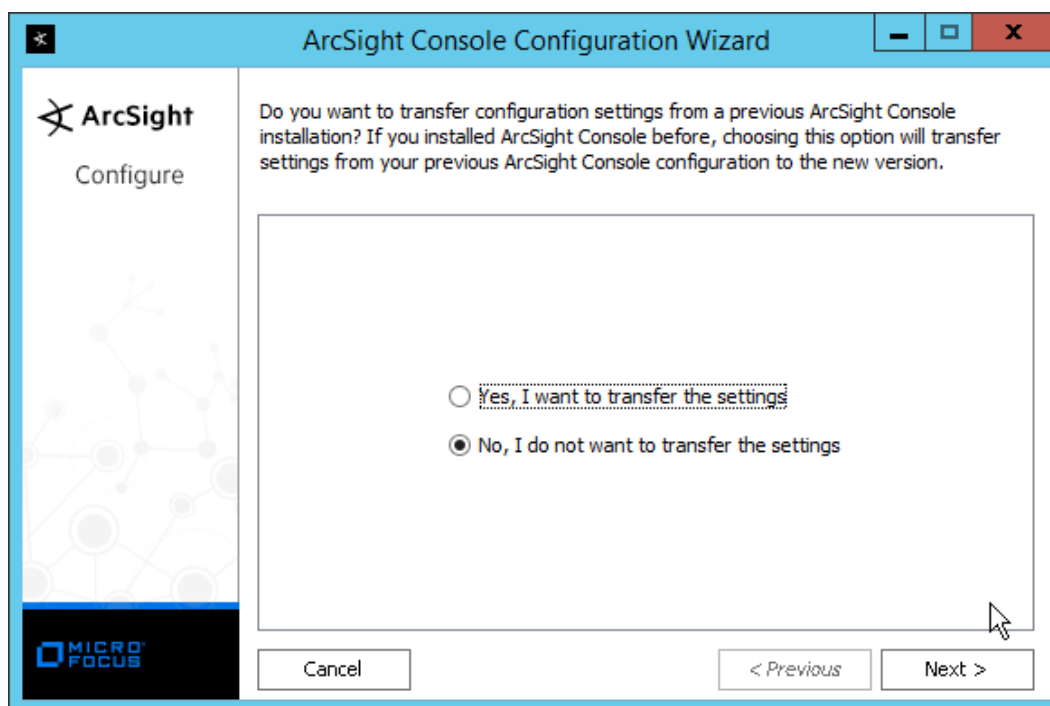 ArcSight Console Configuration Wizard
ArcSight
Configure
Do you want to transfer configuration settings from a previous ArcSight Console
installation? If you installed ArcSight Console before, choosing this option will transfer
settings from your previous ArcSight Console configuration to the new version.
Yes, I want to transfer the settings
No, I do not want to transfer the settings
MICRO
FOCUS
Cancel
< Previous
Next >